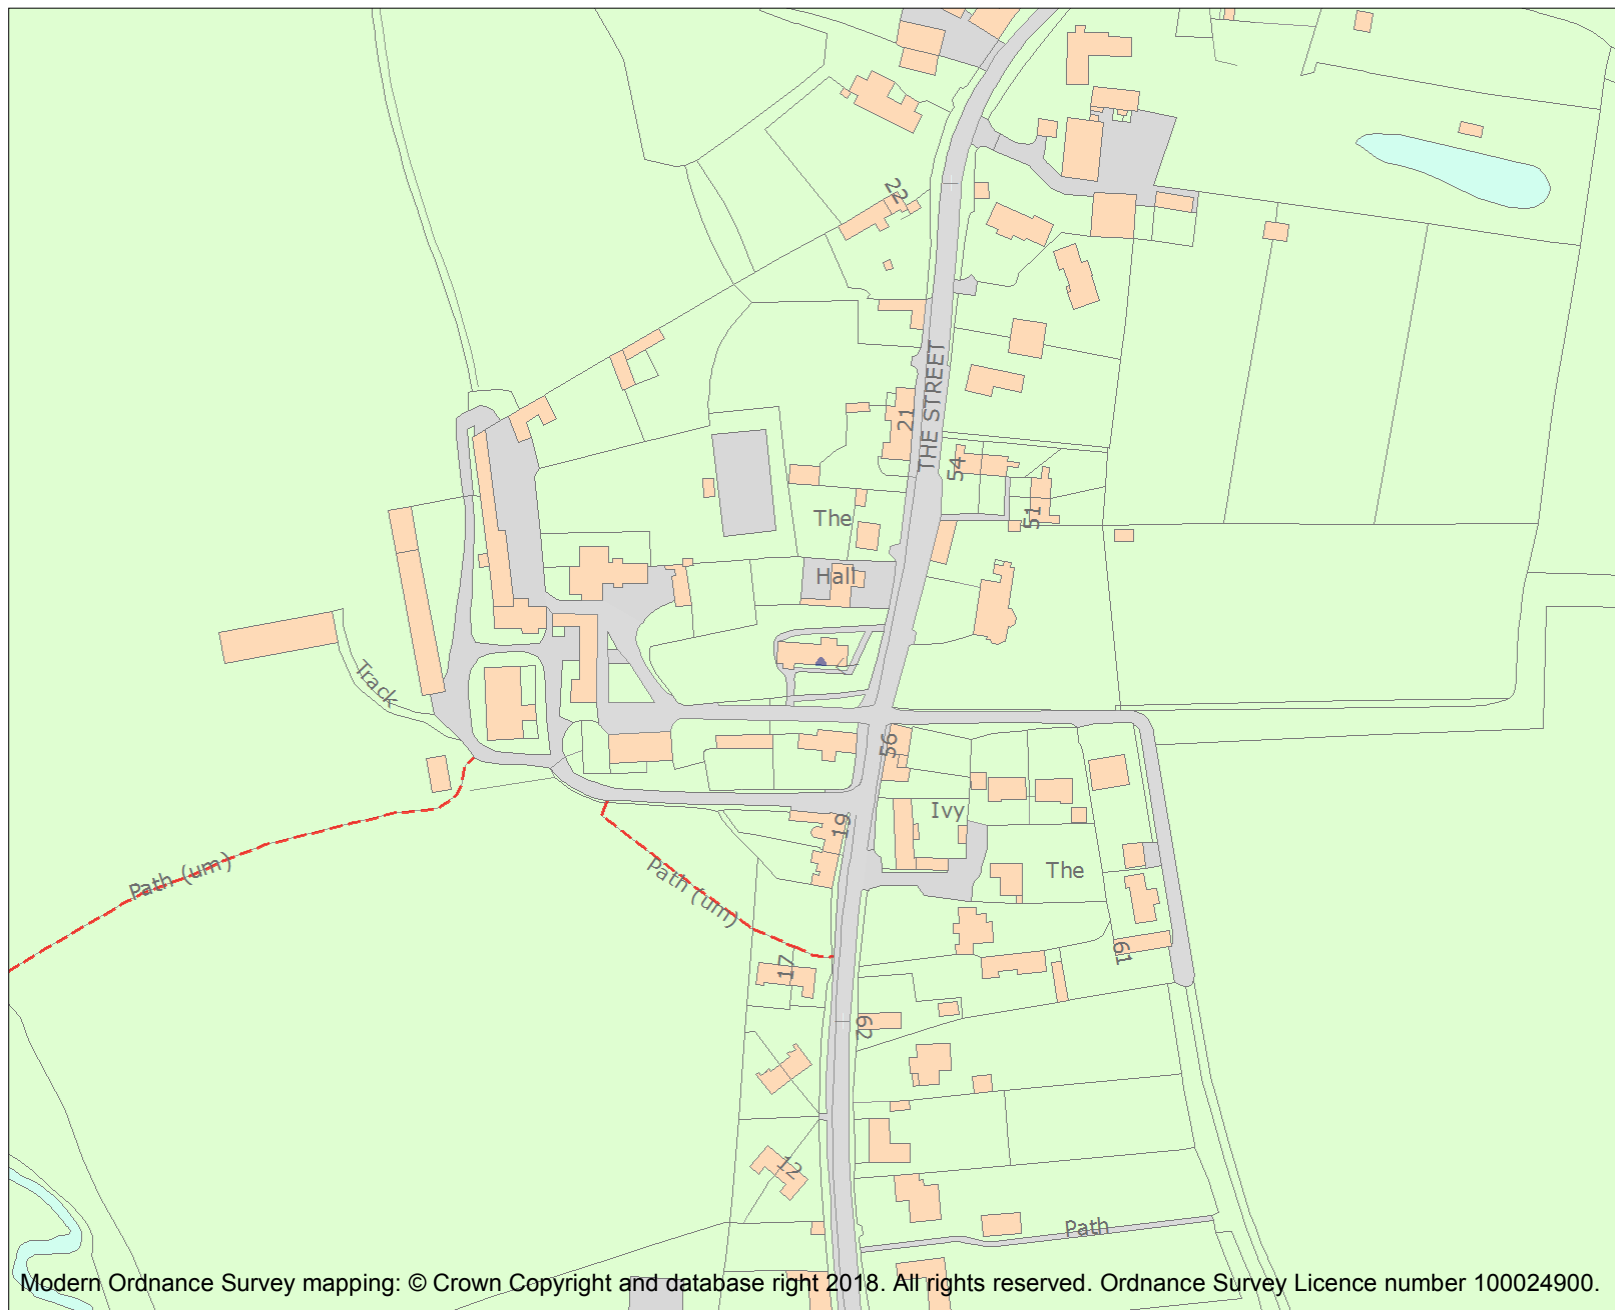 22
THE STREET
21
54
51
The
Hall
Track
56
Ivy
19
The
Path (um)
Path (um)
61
17
62
12
Path
Modern Ordnance Survey mapping: © Crown Copyright and database right 2018. All rights reserved. Ordnance Survey Licence number 100024900.